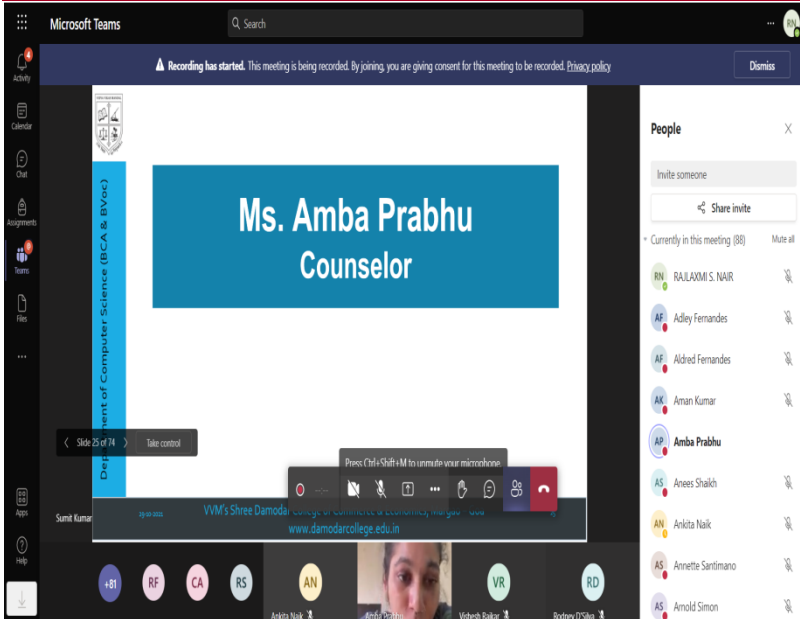 Microsoft Teams
Search
RN
4
Activity
Calendar
Chat
Assignments
Teams
Files
Apps
Help
Recording has started. This meeting is being recorded. By joining, you are giving consent for this meeting to be recorded. Privacy policy
Dismiss
Department of Computer Science (BCA & BVoc)
Ms. Amba Prabhu
Counselor
Slide 25 of 74
Take control
Press Ctrl+Shift+M to unmute your microphone.
Sumit Kumar
VVM's Shree Damodar College of Commerce & Economics, Margao - Goa
www.damodarcollege.edu.in
+81
RF
CA
RS
AN
VR
RD
Ankita Naik
Amba Prabhu
Vishesh Raikar
Rodney D'Silva
People
Invite someone
Share invite
Currently in this meeting (88)
Mute all
RN RAJLAXMI S. NAIR
AF Adley Fernandes
AF Aldred Fernandes
AK Aman Kumar
AP Amba Prabhu
AS Anees Shaikh
AN Ankita Naik
AS Annette Santimano
AS Arnold Simon